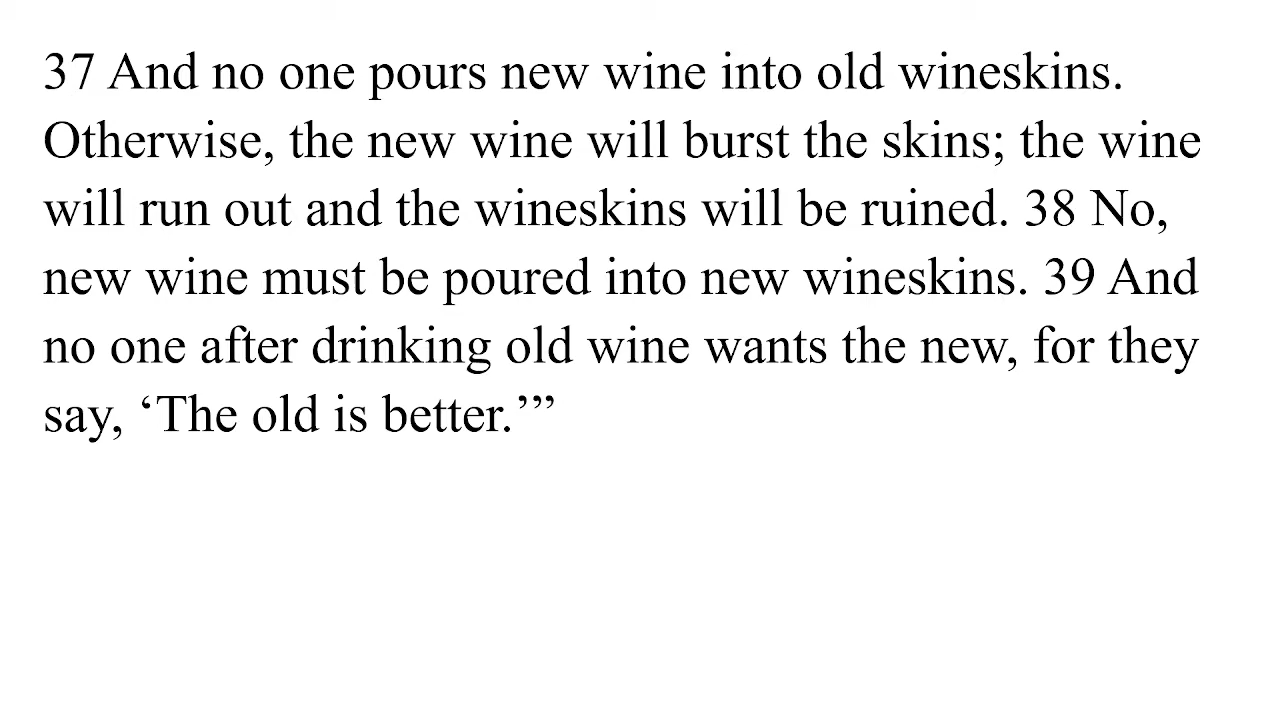 37 And no one pours new wine into old wineskins.
Otherwise, the new wine will burst the skins; the wine
will run out and the wineskins will be ruined. 38 No,
new wine must be poured into new wineskins. 39 And
no one after drinking old wine wants the new, for they
say, ‘The old is better.’”